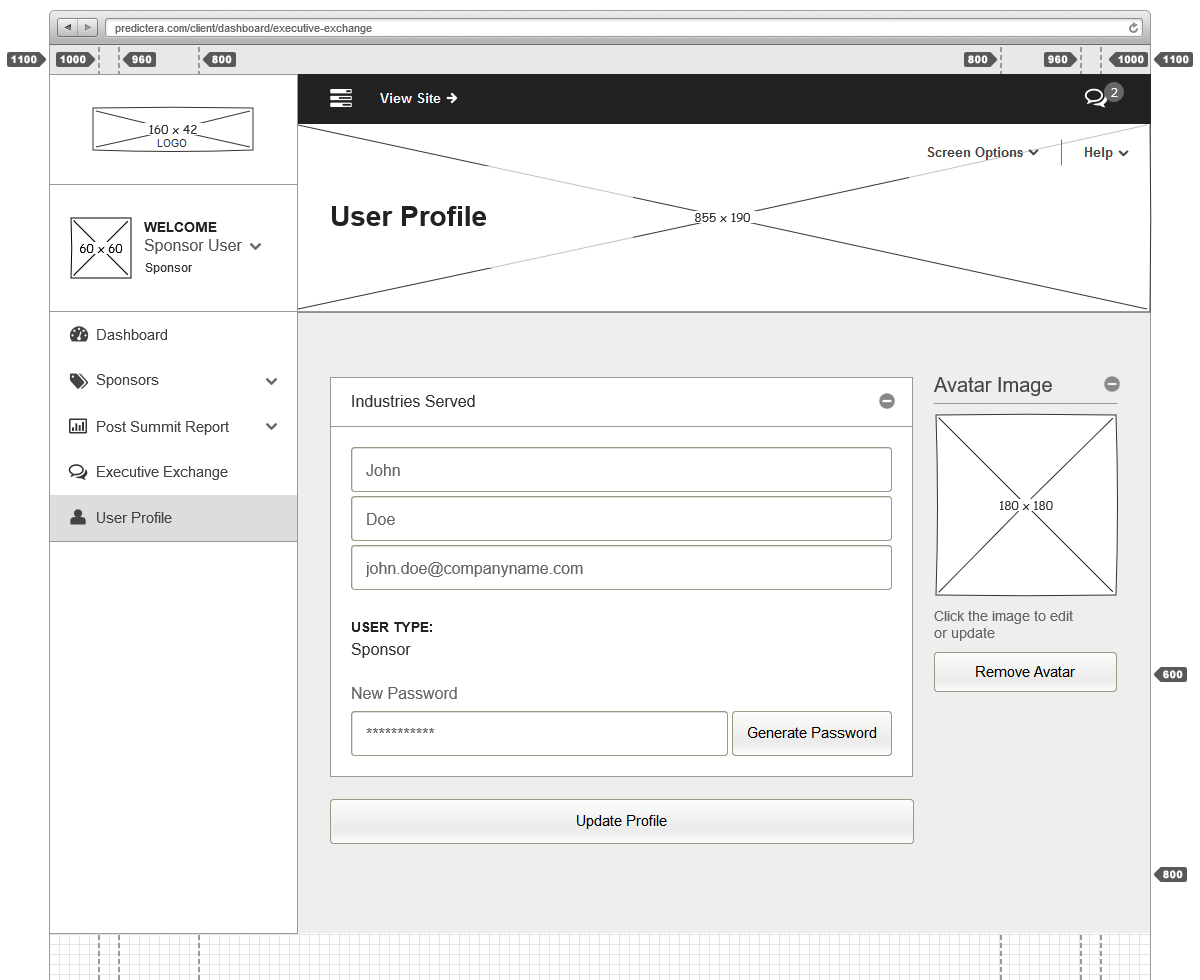 predictera.com/client/dashboard/executive-exchange
1100 1000 960 800 800 960 1000 1100
160 x 42
LOGO
View Site
2
Screen Options
Help
User Profile
855 x 190
60 x 60
WELCOME
Sponsor User
Sponsor
Dashboard
Sponsors
Post Summit Report
Executive Exchange
User Profile
Industries Served
John
Doe
john.doe@companyname.com
USER TYPE:
Sponsor
New Password
***********
Generate Password
Update Profile
Avatar Image
180 x 180
Click the image to edit
or update
Remove Avatar
600
800